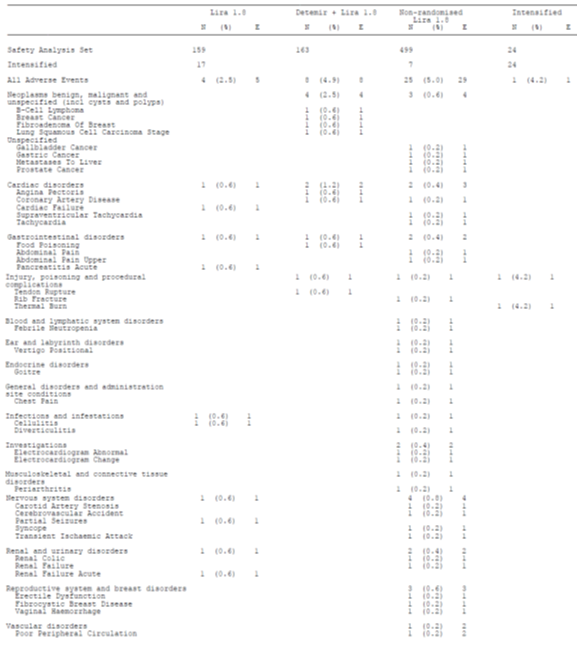 Lira 1.8 Detemir + Lira 1.8 Non-randomised Intensified
Lira 1.8
N (%) E N (%) E N (%) E N (%) E
Safety Analysis Set 159 163 499 24
Intensified 17 7 24
All Adverse Events 4 (2.5) 5 8 (4.9) 8 25 (5.0) 29 1 (4.2) 1
Neoplasms benign, malignant and 4 (2.5) 4 3 (0.6) 4
unspecified (incl cysts and polyps)
B-Cell Lymphoma 1 (0.6) 1
Breast Cancer 1 (0.6) 1
Fibroadenoma Of Breast 1 (0.6) 1
Lung Squamous Cell Carcinoma Stage 1 (0.6) 1
Unspecified
Gallbladder Cancer 1 (0.2) 1
Gastric Cancer 1 (0.2) 1
Metastases To Liver 1 (0.2) 1
Prostate Cancer 1 (0.2) 1
Cardiac disorders 1 (0.6) 1 2 (1.2) 2 2 (0.4) 3
Angina Pectoris 1 (0.6) 1
Coronary Artery Disease 1 (0.6) 1 1 (0.2) 1
Cardiac Failure 1 (0.6) 1
Supraventricular Tachycardia 1 (0.2) 1
Tachycardia 1 (0.2) 1
Gastrointestinal disorders 1 (0.6) 1 1 (0.6) 1 2 (0.4) 2
Food Poisoning 1 (0.6) 1
Abdominal Pain 1 (0.2) 1
Abdominal Pain Upper 1 (0.2) 1
Pancreatitis Acute 1 (0.6) 1
Injury, poisoning and procedural 1 (0.6) 1 1 (0.2) 1 1 (4.2) 1
complications
Tendon Rupture 1 (0.6) 1
Rib Fracture 1 (0.2) 1
Thermal Burn 1 (4.2) 1
Blood and lymphatic system disorders 1 (0.2) 1
Febrile Neutropenia 1 (0.2) 1
Ear and labyrinth disorders 1 (0.2) 1
Vertigo Positional 1 (0.2) 1
Endocrine disorders 1 (0.2) 1
Goitre 1 (0.2) 1
General disorders and administration 1 (0.2) 1
site conditions
Chest Pain 1 (0.2) 1
Infections and infestations 1 (0.6) 1 1 (0.2) 1
Cellulitis 1 (0.6) 1
Diverticulitis 1 (0.2) 1
Investigations 2 (0.4) 2
Electrocardiogram Abnormal 1 (0.2) 1
Electrocardiogram Change 1 (0.2) 1
Musculoskeletal and connective tissue 1 (0.2) 1
disorders
Periarthritis 1 (0.2) 1
Nervous system disorders 1 (0.6) 1 4 (0.8) 4
Carotid Artery Stenosis 1 (0.2) 1
Cerebrovascular Accident 1 (0.2) 1
Partial Seizures 1 (0.6) 1
Syncope 1 (0.2) 1
Transient Ischaemic Attack 1 (0.2) 1
Renal and urinary disorders 1 (0.6) 1 2 (0.4) 2
Renal Colic 1 (0.2) 1
Renal Failure 1 (0.2) 1
Renal Failure Acute 1 (0.6) 1
Reproductive system and breast disorders 3 (0.6) 3
Erectile Dysfunction 1 (0.2) 1
Fibrocystic Breast Disease 1 (0.2) 1
Vaginal Haemorrhage 1 (0.2) 1
Vascular disorders 1 (0.2) 2
Poor Peripheral Circulation 1 (0.2) 2